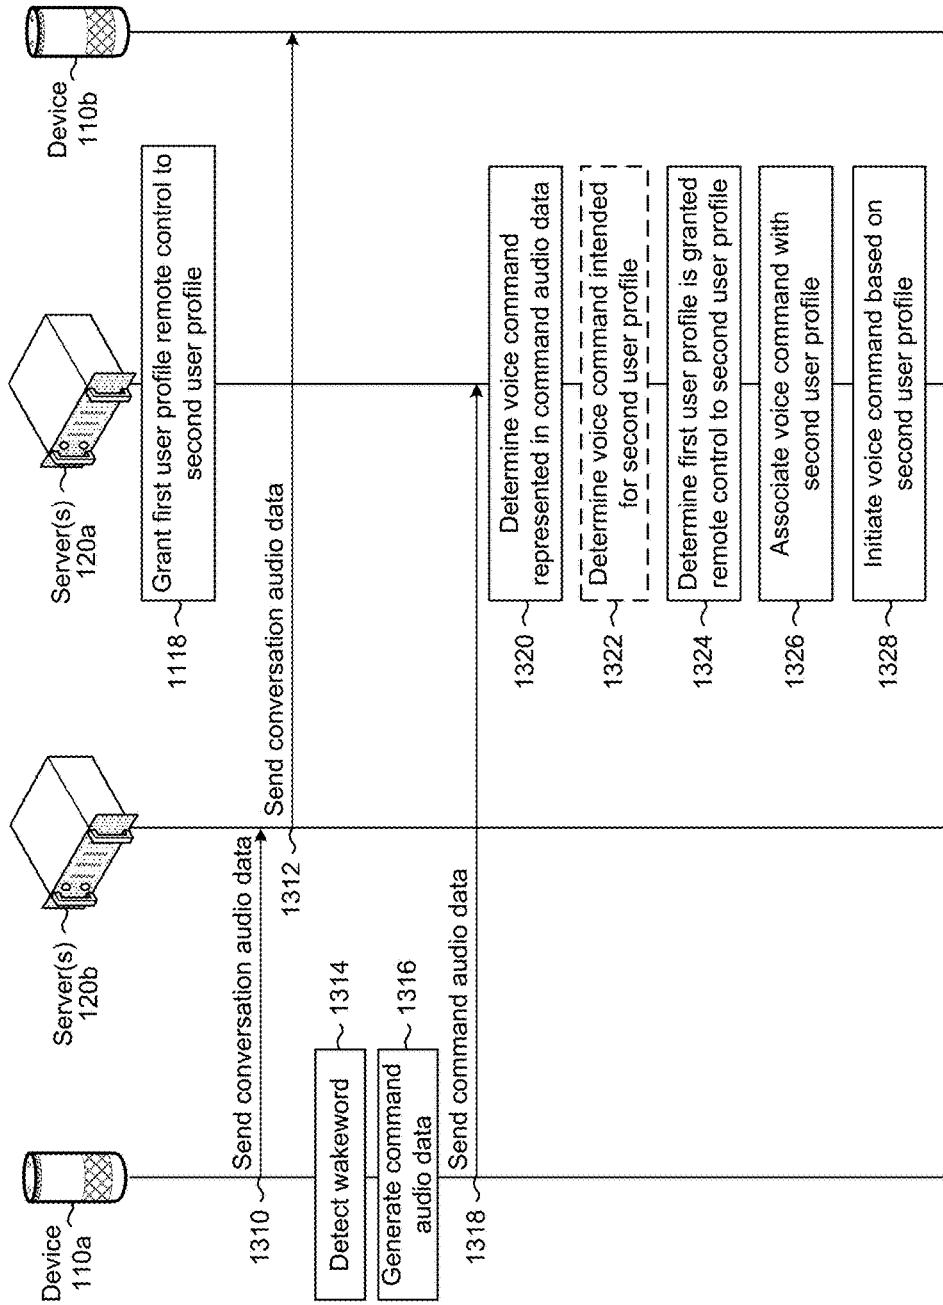 Device
110a
Server(s)
120b
Server(s)
120a
Device
110b
1118
Grant first user profile remote control to
second user profile
Send conversation audio data
1310
Send conversation audio data
1312
Detect wakeword
1314
Generate command
audio data
1316
Send command audio data
1318
1320
Determine voice command
represented in command audio data
1322
Determine voice command intended
for second user profile
1324
Determine first user profile is granted
remote control to second user profile
1326
Associate voice command with
second user profile
1328
Initiate voice command based on
second user profile